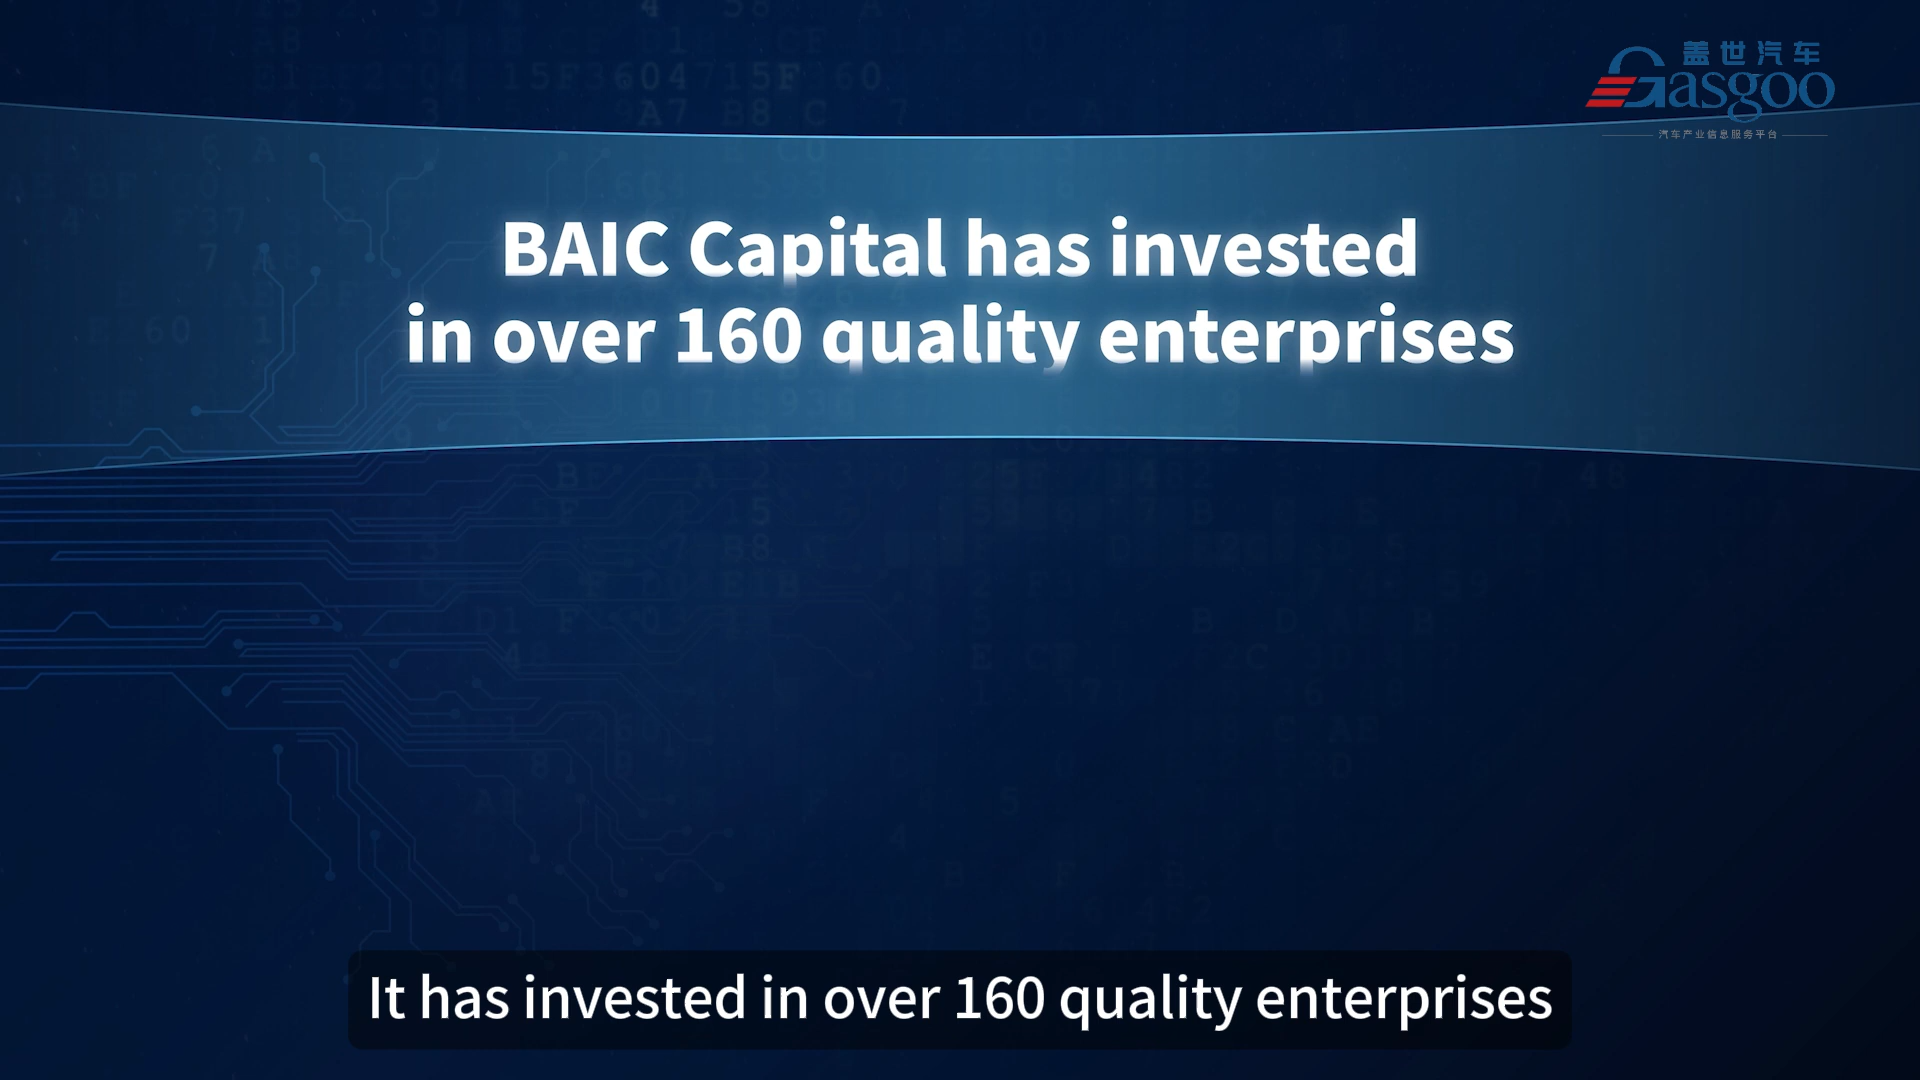 盖世汽车
Gasgoo
汽车产业信息服务平台
BAIC Capital has invested
in over 160 quality enterprises
It has invested in over 160 quality enterprises